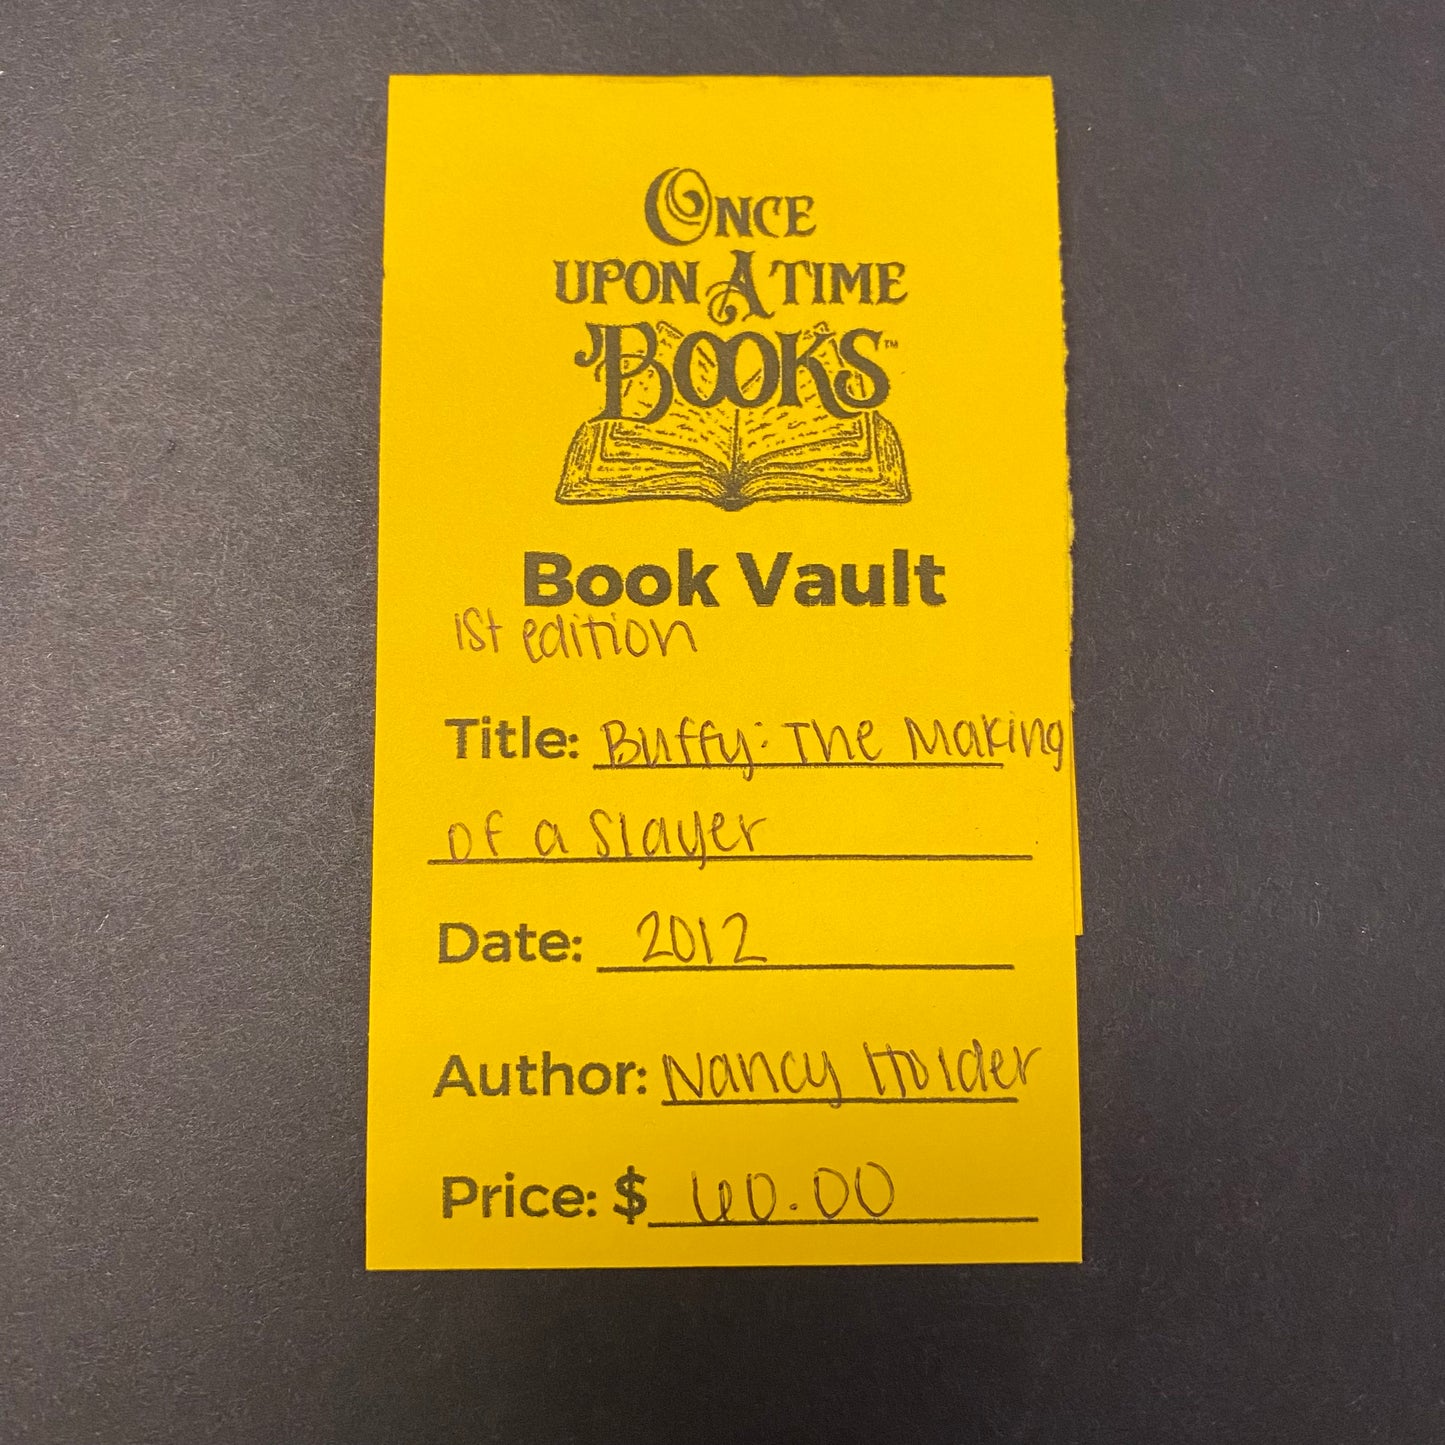 ONCE
UPON A TIME
BOOKS™
Book Vault
1st edition
Title: Buffy: The Making
of a Slayer
Date: 2012
Author: Nancy Holder
Price: $ 60.00